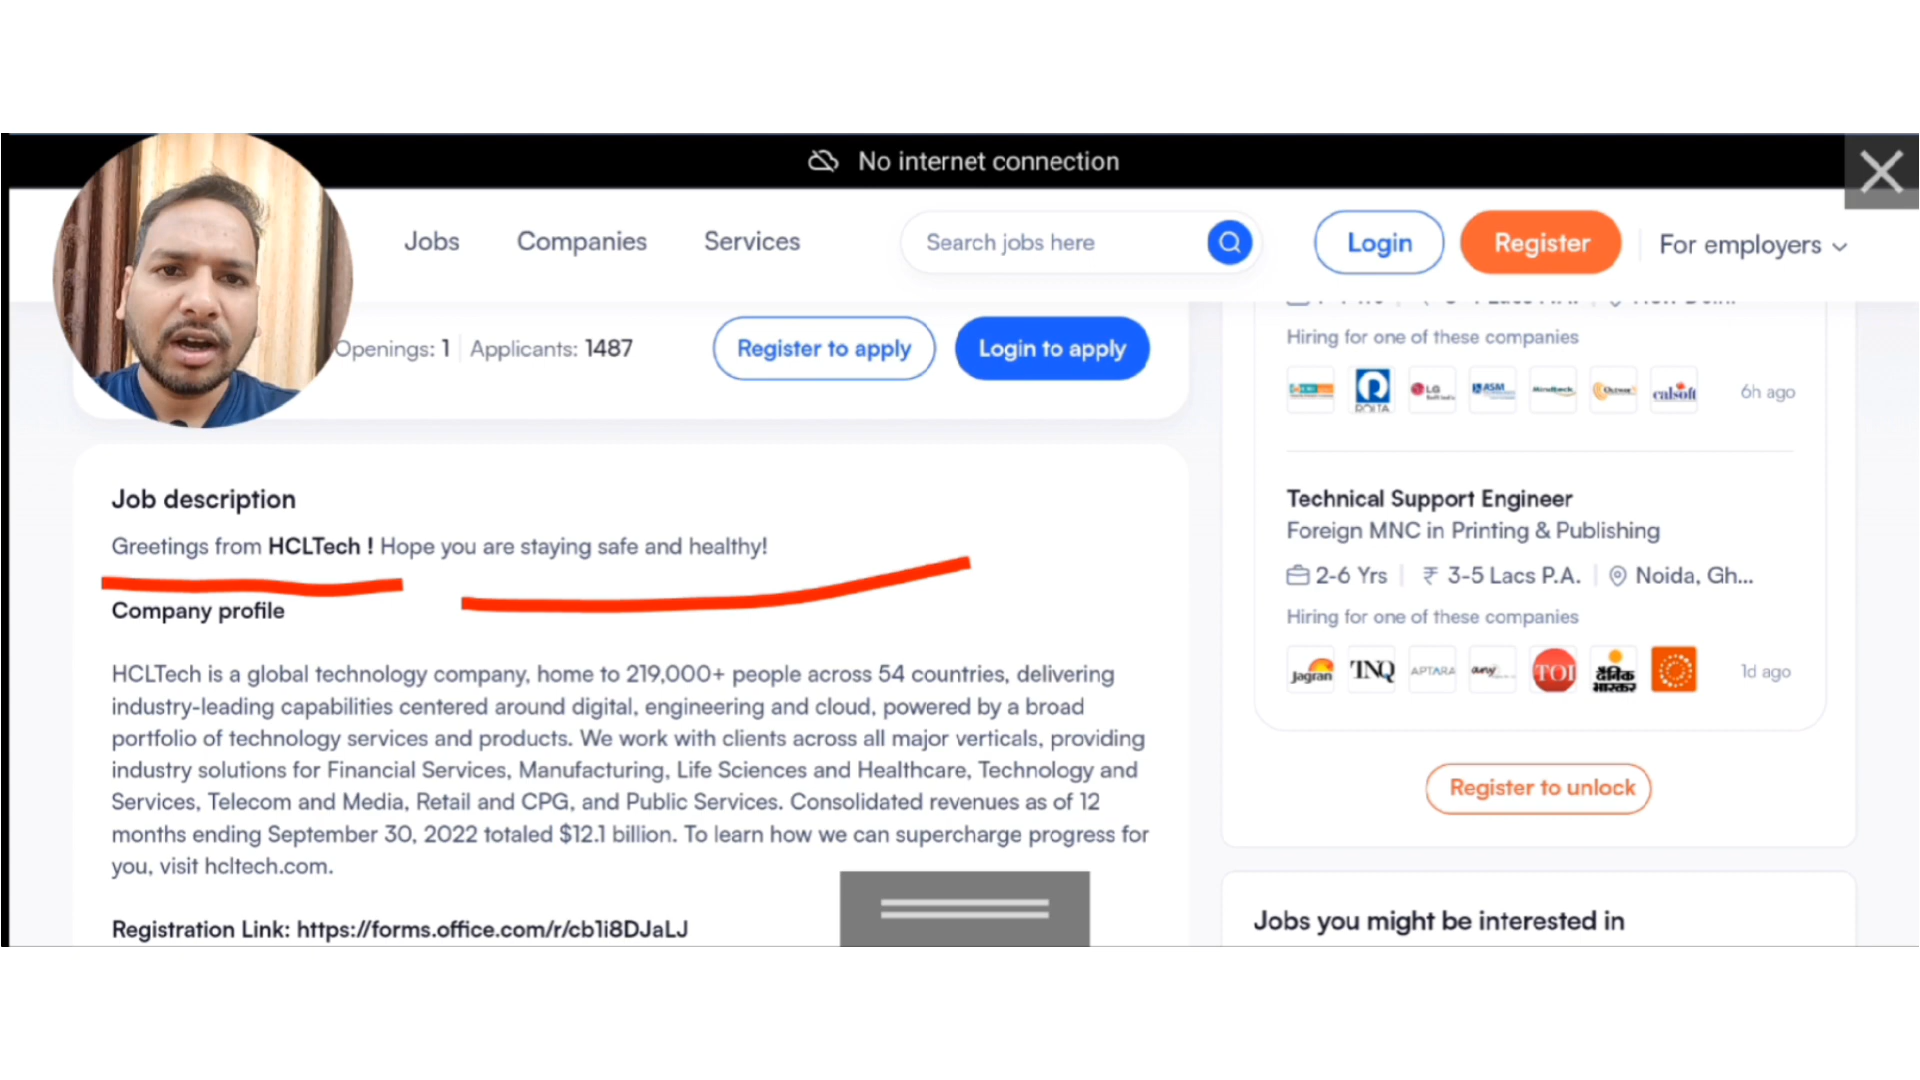 No internet connection
Jobs Companies Services Search jobs here Login Register For employers
Openings: 1 Applicants: 1487 Register to apply Login to apply
Hiring for one of these companies
ROLTA LG ASM Mindteck calsoft 6h ago
Job description
Greetings from HCLTech ! Hope you are staying safe and healthy!
Company profile
HCLTech is a global technology company, home to 219,000+ people across 54 countries, delivering
industry-leading capabilities centered around digital, engineering and cloud, powered by a broad
portfolio of technology services and products. We work with clients across all major verticals, providing
industry solutions for Financial Services, Manufacturing, Life Sciences and Healthcare, Technology and
Services, Telecom and Media, Retail and CPG, and Public Services. Consolidated revenues as of 12
months ending September 30, 2022 totaled $12.1 billion. To learn how we can supercharge progress for
you, visit hcltech.com.
Registration Link: https://forms.office.com/r/cb1i8DJaLJ
Technical Support Engineer
Foreign MNC in Printing & Publishing
2-6 Yrs ₹ 3-5 Lacs P.A. Noida, Gh...
Hiring for one of these companies
Jagran TNQ APTARA TOI दैनिक भास्कर 1d ago
Register to unlock
Jobs you might be interested in